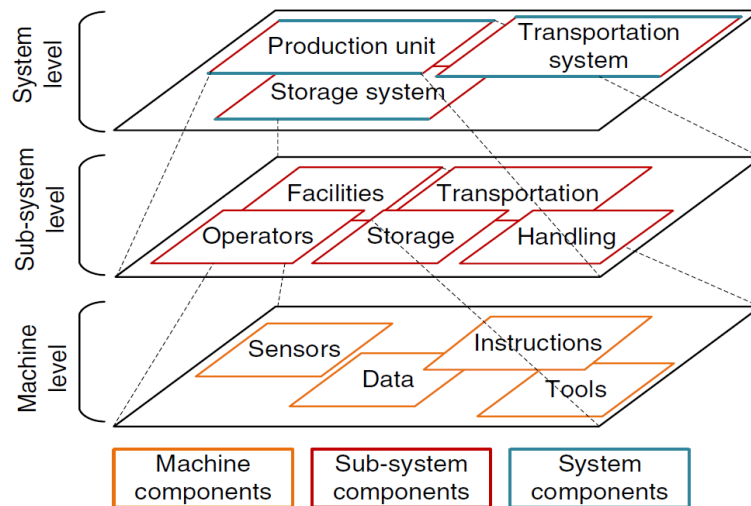 System
level
Production unit
Transportation
system
Storage system
Sub-system
level
Facilities
Transportation
Operators
Storage
Handling
Machine
level
Sensors
Instructions
Data
Tools
Machine
components
Sub-system
components
System
components